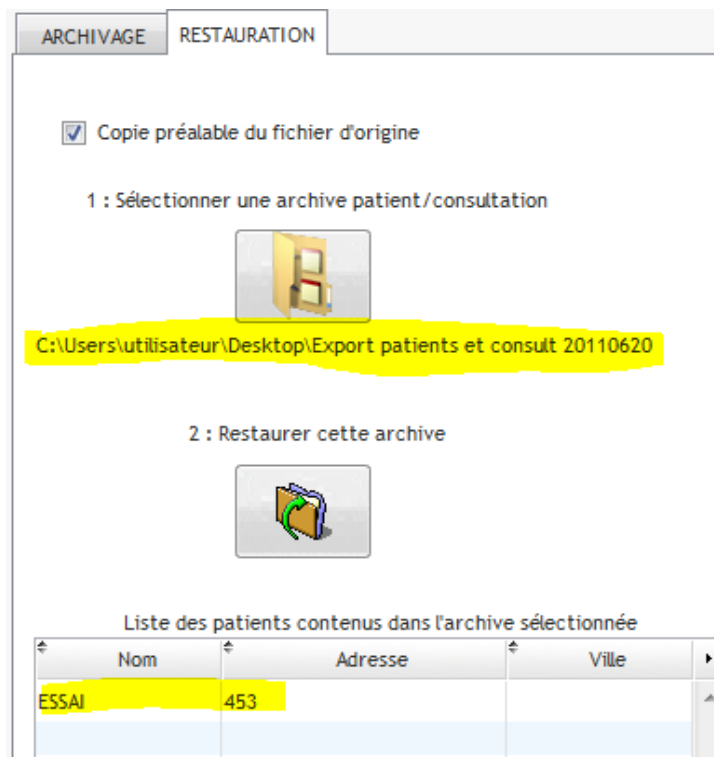 ARCHIVAGE RESTAURATION
Copie préalable du fichier d'origine
1 : Sélectionner une archive patient/consultation
C:\Users\utilisateur\Desktop\Export patients et consult 20110620
2 : Restaurer cette archive
Liste des patients contenus dans l'archive sélectionnée
Nom Adresse Ville
ESSAI 453